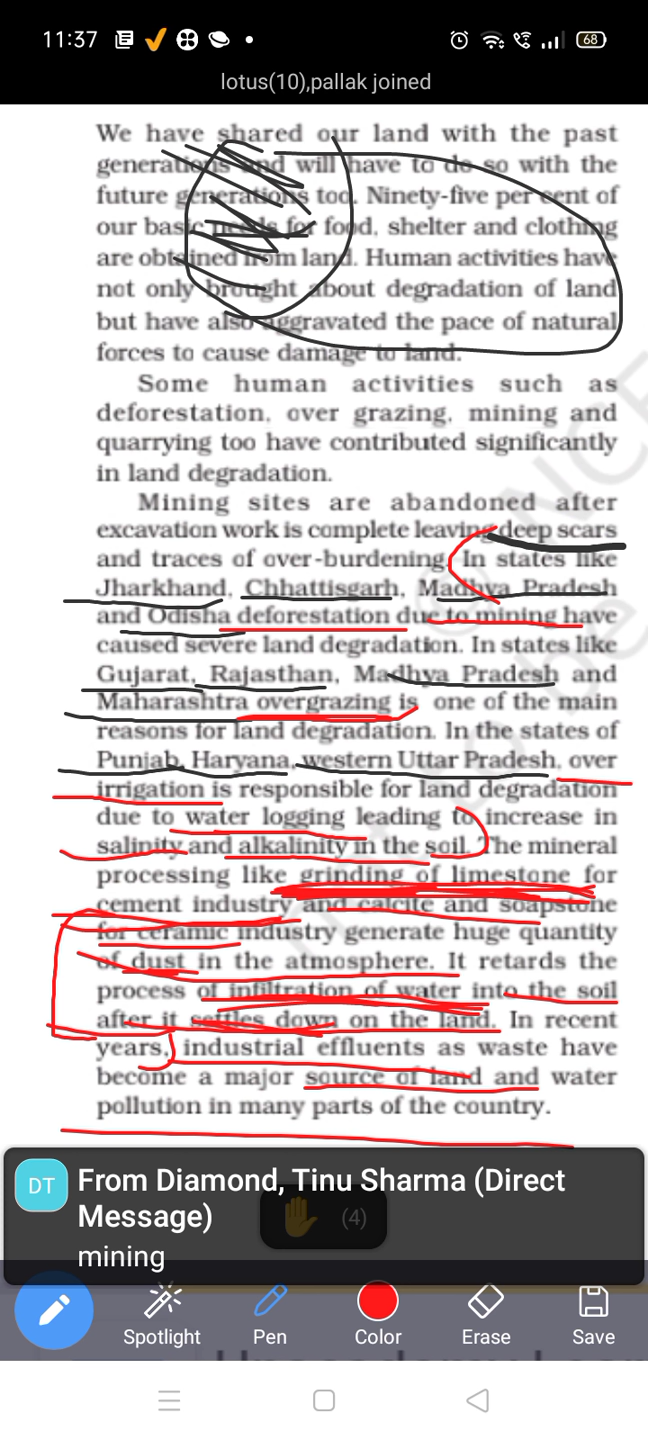 11:37
68
lotus(10),pallak joined
We have shared our land with the past
generations and will have to do so with the
future generations too. Ninety-five per cent of
our basic needs for food, shelter and clothing
are obtained from land. Human activities have
not only brought about degradation of land
but have also aggravated the pace of natural
forces to cause damage to land.
Some human activities such as
deforestation, over grazing, mining and
quarrying too have contributed significantly
in land degradation.
Mining sites are abandoned after
excavation work is complete leaving deep scars
and traces of over-burdening. In states like
Jharkhand, Chhattisgarh, Madhya Pradesh
and Odisha deforestation due to mining have
caused severe land degradation. In states like
Gujarat, Rajasthan, Madhya Pradesh and
Maharashtra overgrazing is one of the main
reasons for land degradation. In the states of
Punjab, Haryana, western Uttar Pradesh, over
irrigation is responsible for land degradation
due to water logging leading to increase in
salinity and alkalinity in the soil. The mineral
processing like grinding of limestone for
cement industry and calcite and soapstone
for ceramic industry generate huge quantity
of dust in the atmosphere. It retards the
process of infiltration of water into the soil
after it settles down on the land. In recent
years, industrial effluents as waste have
become a major source of land and water
pollution in many parts of the country.
DT
From Diamond, Tinu Sharma (Direct
Message)
(4)
mining
Spotlight
Pen
Color
Erase
Save